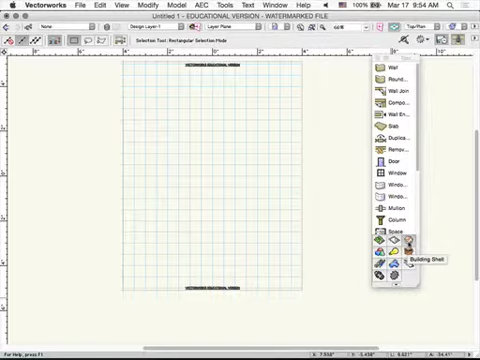 Vectorworks File Edit View Modify Model AEC Tools Text Window Help 100% Mar 17 9:54 AM
Untitled 1 - EDUCATIONAL VERSION - WATERMARKED FILE
None Design Layer 1 Layer Plane Top/Plan
Selection Tool: Rectangular Selection Mode
VECTORWORKS EDUCATIONAL VERSION
Wall
Round...
Wall Join
Compo...
Wall En...
Slab
Duplica...
Remov...
Door
Window
Windo...
Windo...
Mullion
Column
Space
Building Shell
VECTORWORKS EDUCATIONAL VERSION
For Help, press F1